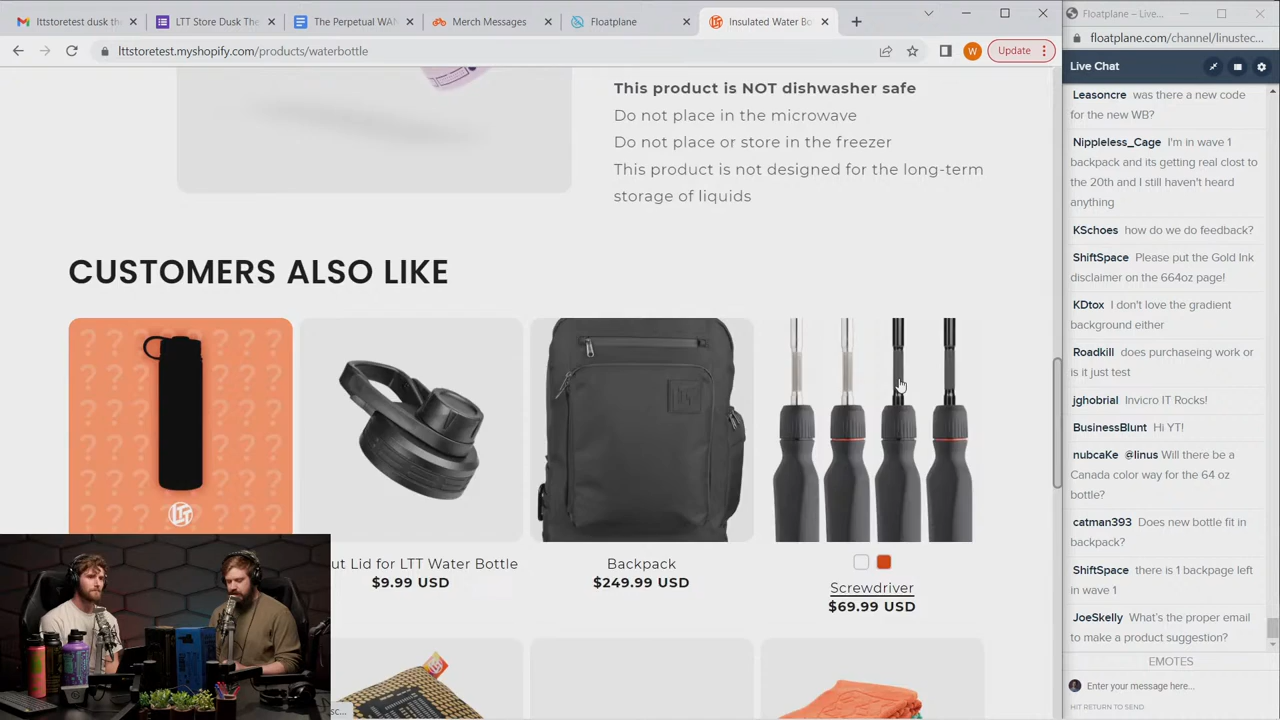 lttstoretest dusk th
LTT Store Dusk The
The Perpetual WAN
Merch Messages
Floatplane
Insulated Water Bo
lttstoretest.myshopify.com/products/waterbottle
W
Update
This product is NOT dishwasher safe
Do not place in the microwave
Do not place or store in the freezer
This product is not designed for the long-term
storage of liquids
CUSTOMERS ALSO LIKE
LTT
ut Lid for LTT Water Bottle
$9.99 USD
Backpack
$249.99 USD
Screwdriver
$69.99 USD
Floatplane – Live...
floatplane.com/channel/linustec...
Live Chat
Leasoncre was there a new code
for the new WB?
Nippleless_Cage I'm in wave 1
backpack and its getting real clost to
the 20th and I still haven't heard
anything
KSchoes how do we do feedback?
ShiftSpace Please put the Gold Ink
disclaimer on the 664oz page!
KDtox I don't love the gradient
background either
Roadkill does purchaseing work or
is it just test
jghobrial Invicro IT Rocks!
BusinessBlunt Hi YT!
nubcaKe @linus Will there be a
Canada color way for the 64 oz
bottle?
catman393 Does new bottle fit in
backpack?
ShiftSpace there is 1 backpage left
in wave 1
JoeSkelly What's the proper email
to make a product suggestion?
EMOTES
Enter your message here...
HIT RETURN TO SEND